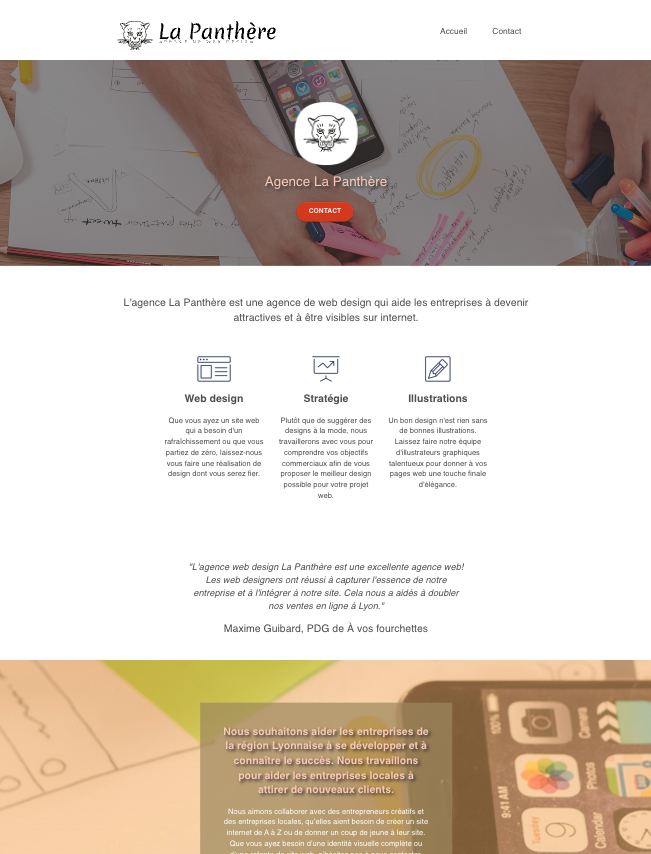 La Panthère
AGENCE DE WEB DESIGN
Accueil
Contact
Agence La Panthère
CONTACT
L'agence La Panthère est une agence de web design qui aide les entreprises à devenir
attractives et à être visibles sur internet.
Web design
Que vous ayez un site web
qui a besoin d'un
rafraîchissement ou que vous
partiez de zéro, laissez-nous
vous faire une réalisation de
design dont vous serez fier.
Stratégie
Plutôt que de suggérer des
designs à la mode, nous
travaillerons avec vous pour
comprendre vos objectifs
commerciaux afin de vous
proposer le meilleur design
possible pour votre projet
web.
Illustrations
Un bon design n'est rien sans
de bonnes illustrations.
Laissez faire notre équipe
d'illustrateurs graphiques
talentueux pour donner à vos
pages web une touche finale
d'élégance.
"L'agence web design La Panthère est une excellente agence web!
Les web designers ont réussi à capturer l'essence de notre
entreprise et à l'intégrer à notre site. Cela nous a aidés à doubler
nos ventes en ligne à Lyon."
Maxime Guibard, PDG de À vos fourchettes
Nous souhaitons aider les entreprises de
la région Lyonnaise à se développer et à
connaître le succès. Nous travaillons
pour aider les entreprises locales à
attirer de nouveaux clients.
Nous aimons collaborer avec des entrepreneurs créatifs et
des entreprises locales, qu'elles aient besoin de créer un site
internet de A à Z ou de donner un coup de jeune à leur site.
Que vous ayez besoin d'une identité visuelle complète ou
100%
9:41 AM
Camera
Photos
Calendar
Tuesday
9